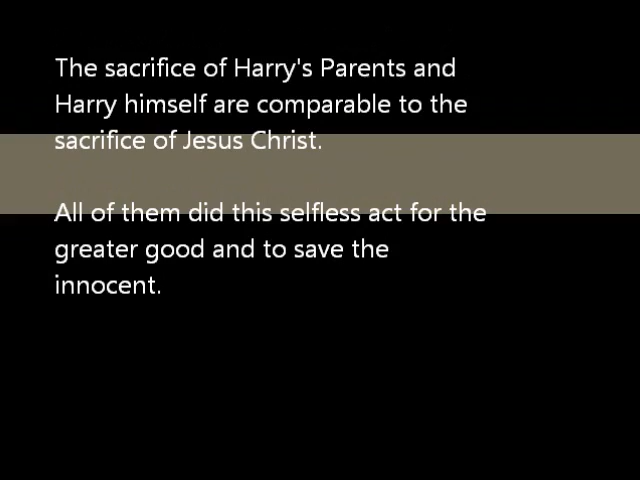 The sacrifice of Harry's Parents and
Harry himself are comparable to the
sacrifice of Jesus Christ.
All of them did this selfless act for the
greater good and to save the
innocent.